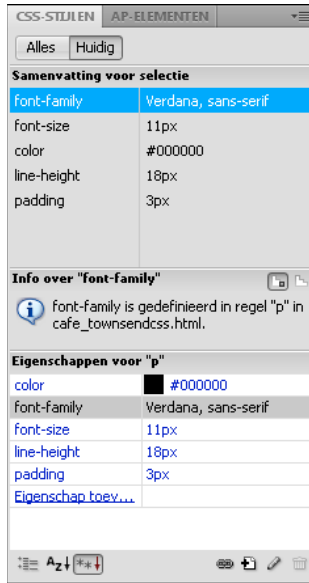 CSS-STIJLEN AP-ELEMENTEN
Alles Huidig
Samenvatting voor selectie
font-family Verdana, sans-serif
font-size 11px
color #000000
line-height 18px
padding 3px
Info over "font-family"
font-family is gedefinieerd in regel "p" in
cafe_townsendcss.html.
Eigenschappen voor "p"
color #000000
font-family Verdana, sans-serif
font-size 11px
line-height 18px
padding 3px
Eigenschap toev...